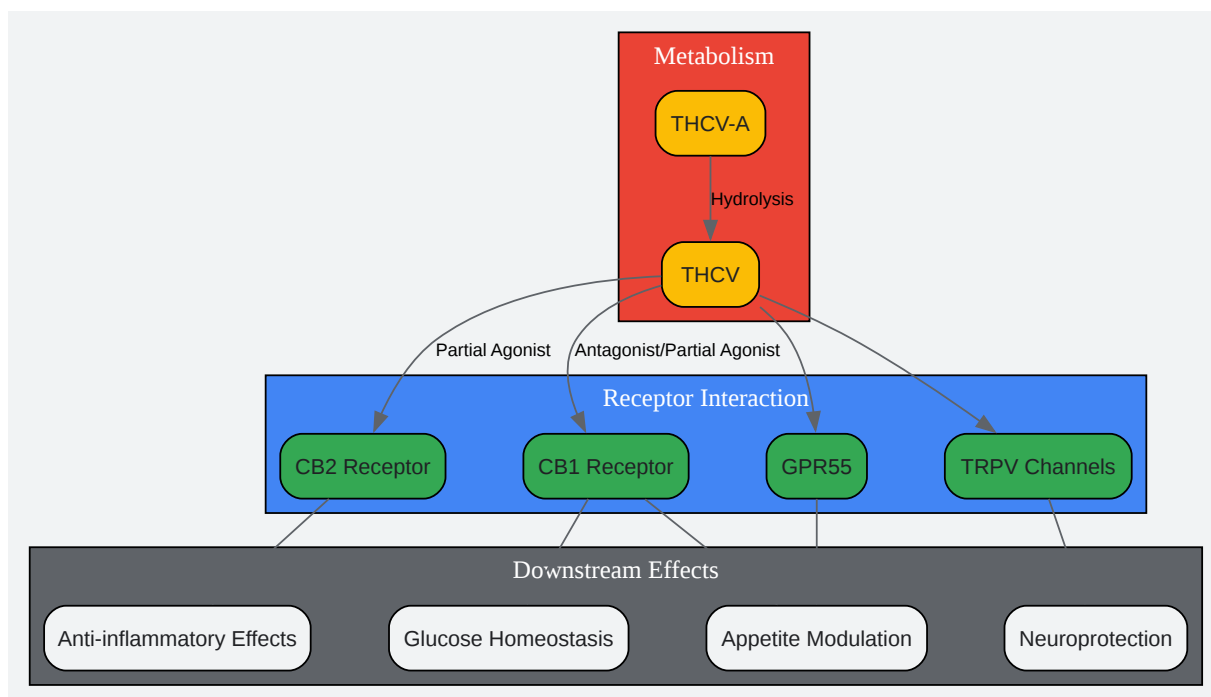 Metabolism
THCV-A
Hydrolysis
THCV
Partial Agonist
Antagonist/Partial Agonist
Receptor Interaction
CB2 Receptor
CB1 Receptor
GPR55
TRPV Channels
Downstream Effects
Anti-inflammatory Effects
Glucose Homeostasis
Appetite Modulation
Neuroprotection